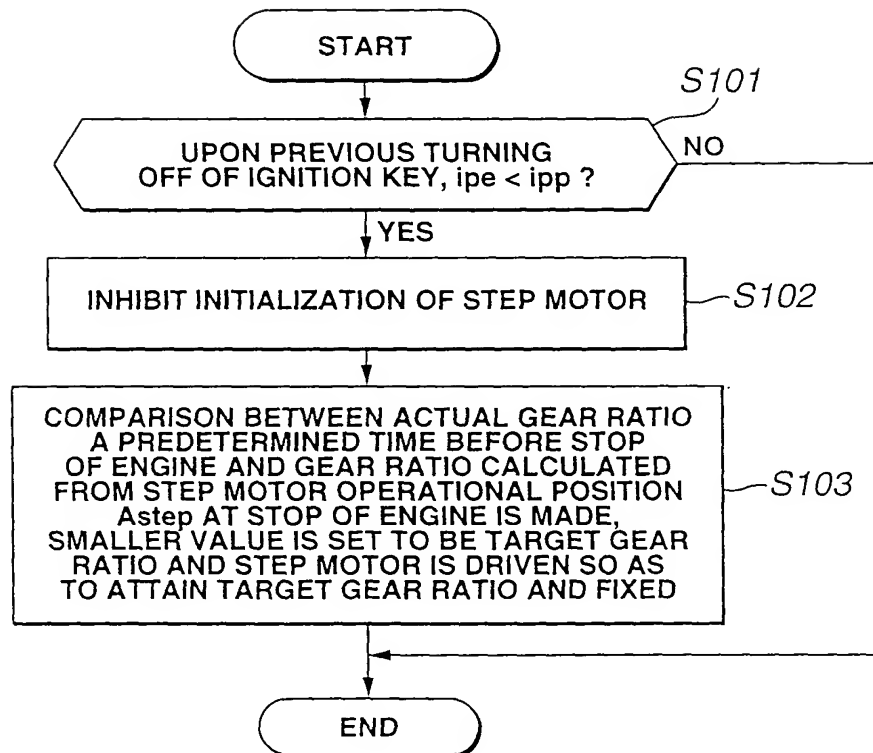 START
S101
UPON PREVIOUS TURNING
OFF OF IGNITION KEY, ipe < ipp ?
NO
YES
INHIBIT INITIALIZATION OF STEP MOTOR
S102
COMPARISON BETWEEN ACTUAL GEAR RATIO
A PREDETERMINED TIME BEFORE STOP
OF ENGINE AND GEAR RATIO CALCULATED
FROM STEP MOTOR OPERATIONAL POSITION
Astep AT STOP OF ENGINE IS MADE,
SMALLER VALUE IS SET TO BE TARGET GEAR
RATIO AND STEP MOTOR IS DRIVEN SO AS
TO ATTAIN TARGET GEAR RATIO AND FIXED
S103
END